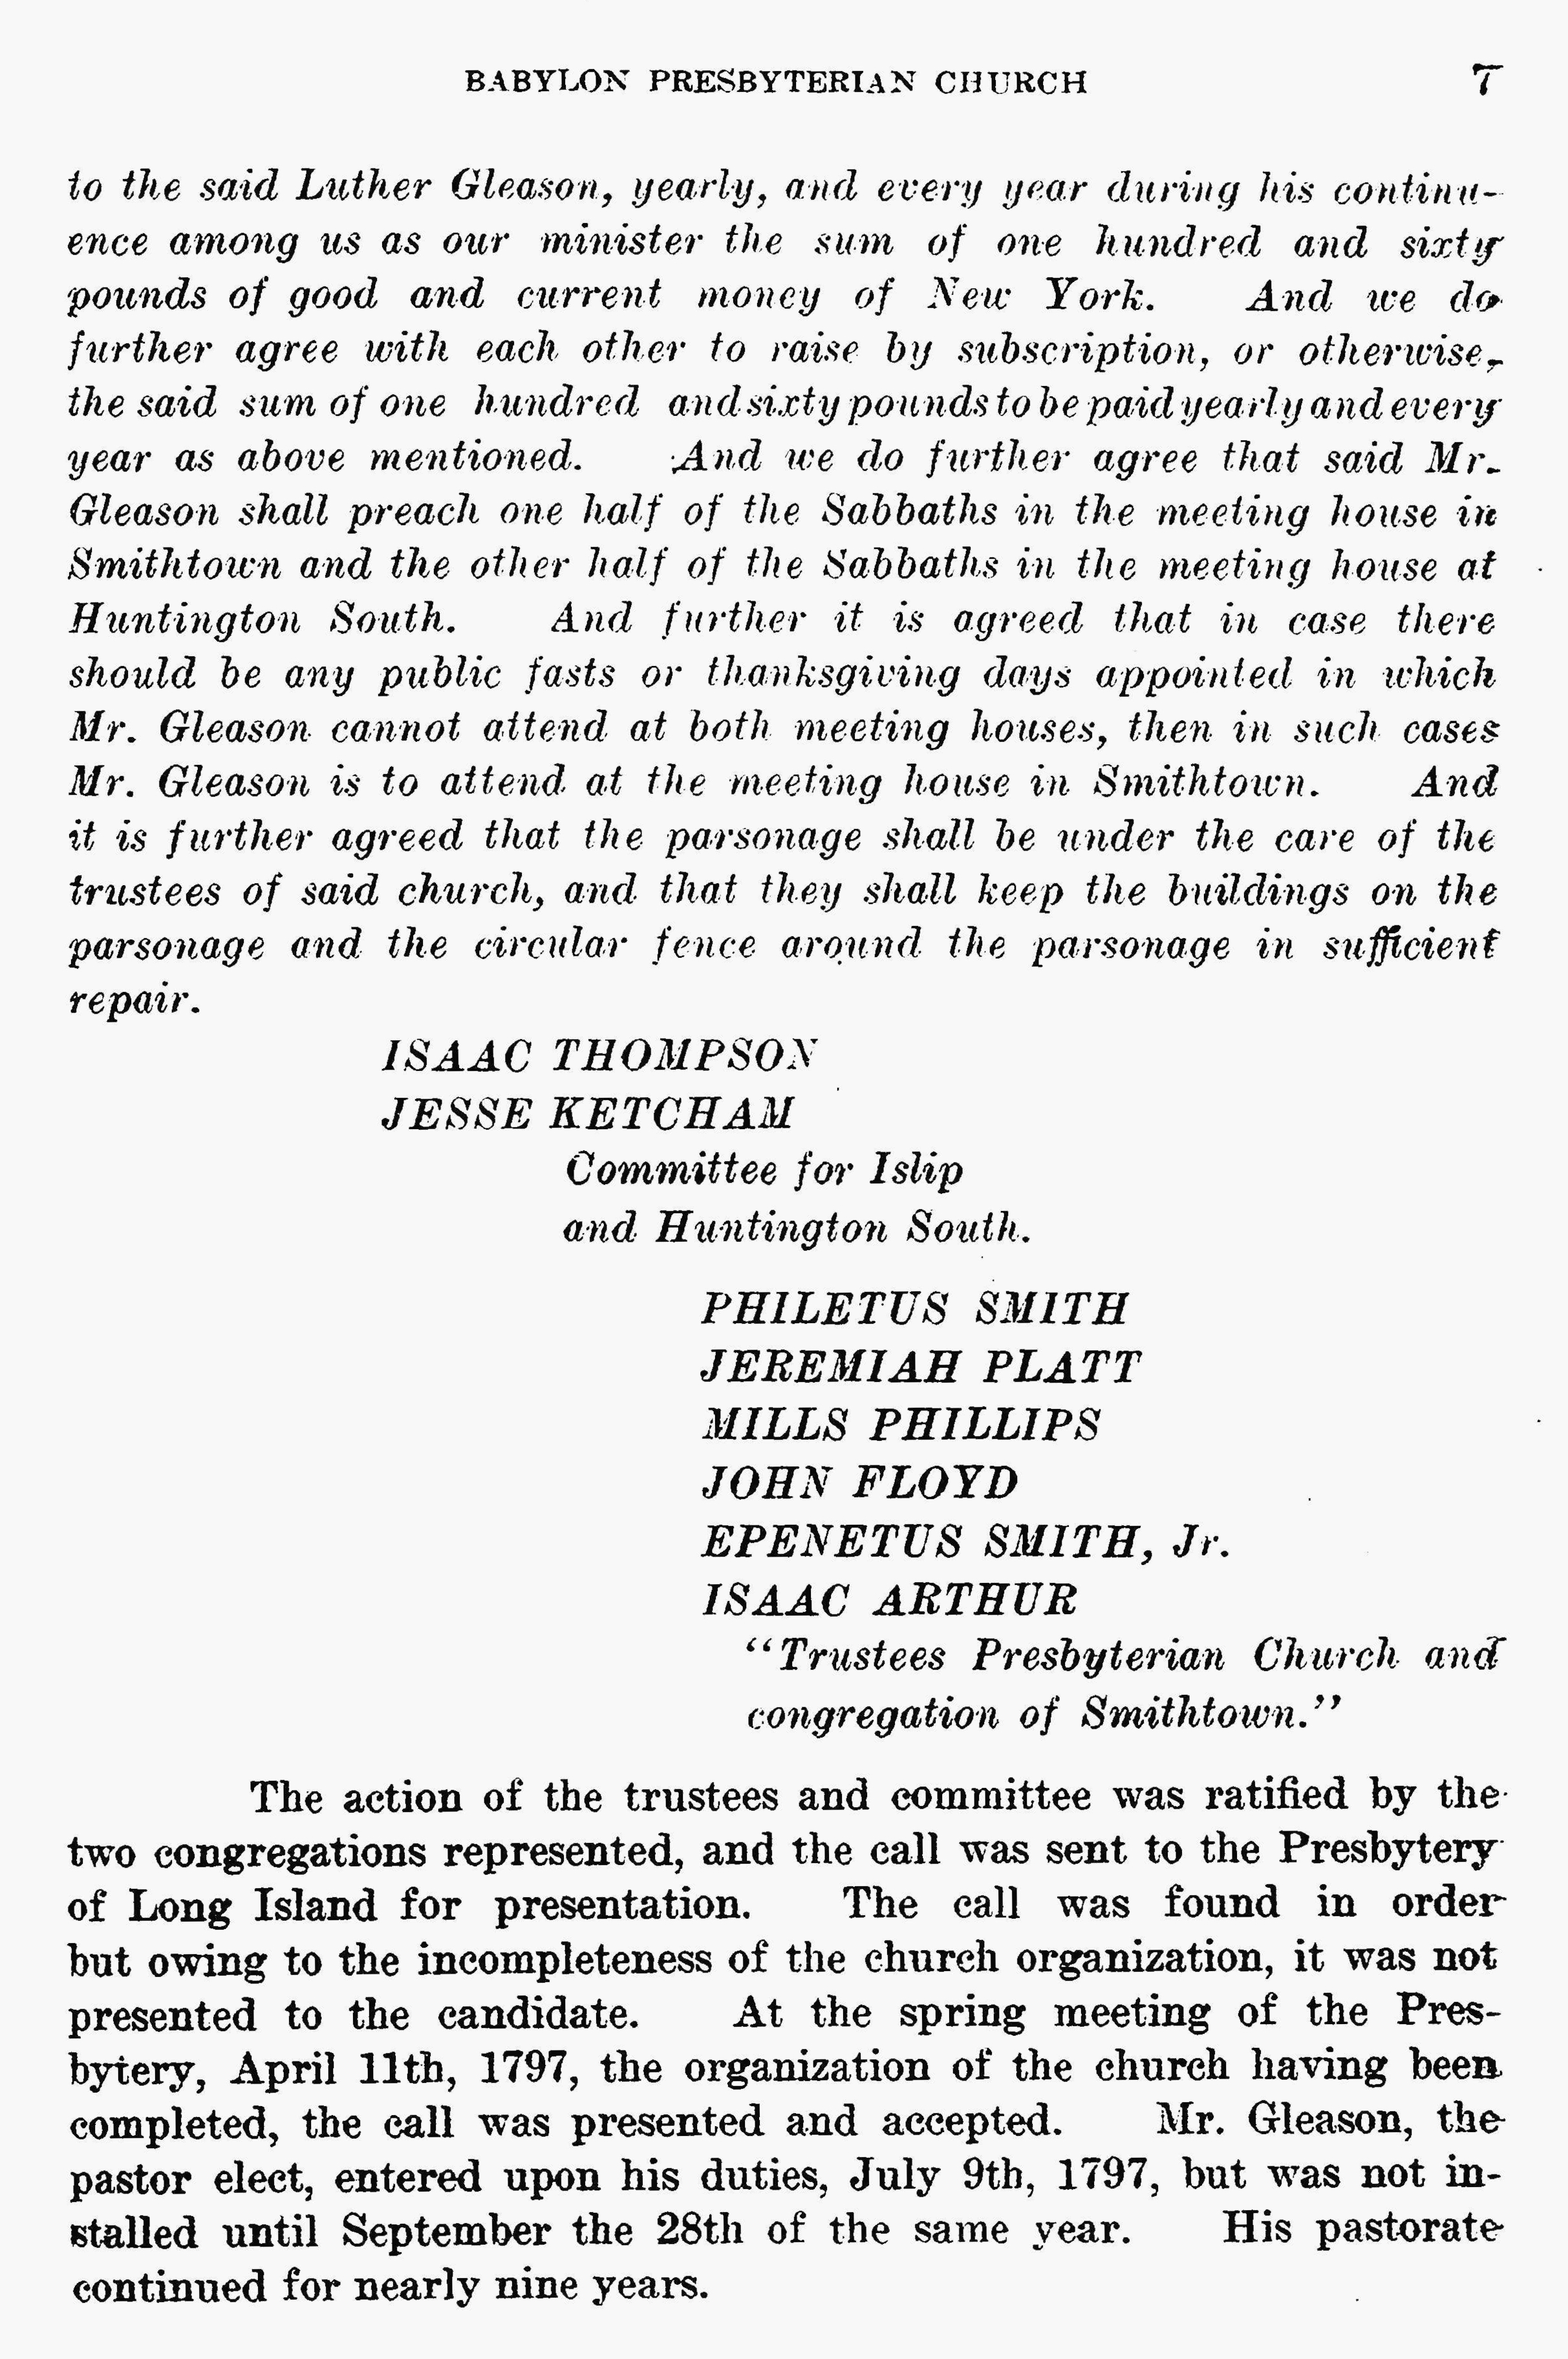 BABYLON PRESBYTERIAN CHURCH 7
to the said Luther Gleason, yearly, and every year during his continu-
ence among us as our minister the sum of one hundred and sixty
pounds of good and current money of New York. And we do
further agree with each other to raise by subscription, or otherwise,
the said sum of one hundred and sixty pounds to be paid yearly and every
year as above mentioned. And we do further agree that said Mr.
Gleason shall preach one half of the Sabbaths in the meeting house in
Smithtown and the other half of the Sabbaths in the meeting house at
Huntington South. And further it is agreed that in case there
should be any public fasts or thanksgiving days appointed in which
Mr. Gleason cannot attend at both meeting houses, then in such cases
Mr. Gleason is to attend at the meeting house in Smithtown. And
it is further agreed that the parsonage shall be under the care of the
trustees of said church, and that they shall keep the buildings on the
parsonage and the circular fence around the parsonage in sufficient
repair.
ISAAC THOMPSON
JESSE KETCHAM
Committee for Islip
and Huntington South.
PHILETUS SMITH
JEREMIAH PLATT
MILLS PHILLIPS
JOHN FLOYD
EPENETUS SMITH, Jr.
ISAAC ARTHUR
"Trustees Presbyterian Church and
congregation of Smithtown."
The action of the trustees and committee was ratified by the
two congregations represented, and the call was sent to the Presbytery
of Long Island for presentation. The call was found in order
but owing to the incompleteness of the church organization, it was not
presented to the candidate. At the spring meeting of the Pres-
bytery, April 11th, 1797, the organization of the church having been
completed, the call was presented and accepted. Mr. Gleason, the
pastor elect, entered upon his duties, July 9th, 1797, but was not in-
stalled until September the 28th of the same year. His pastorate
continued for nearly nine years.